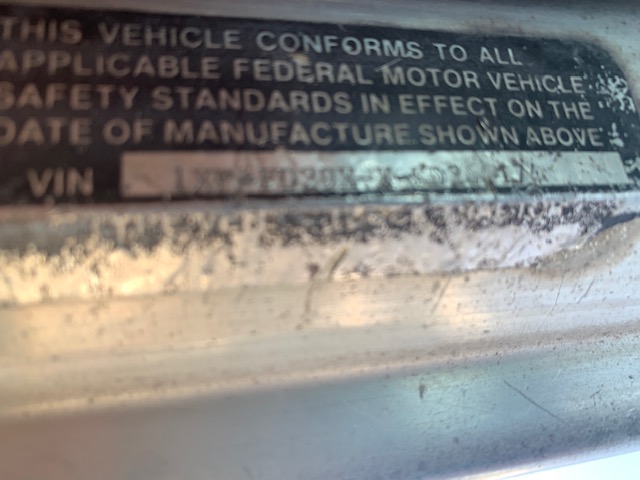 THIS VEHICLE CONFORMS TO ALL
APPLICABLE FEDERAL MOTOR VEHICLE
SAFETY STANDARDS IN EFFECT ON THE
DATE OF MANUFACTURE SHOWN ABOVE
VIN